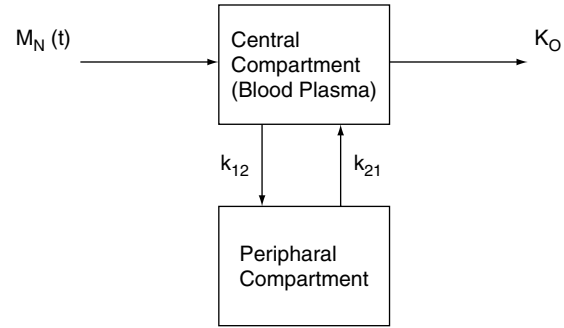 M_N (t)
Central
Compartment
(Blood Plasma)
K_O
k_12
k_21
Peripharal
Compartment